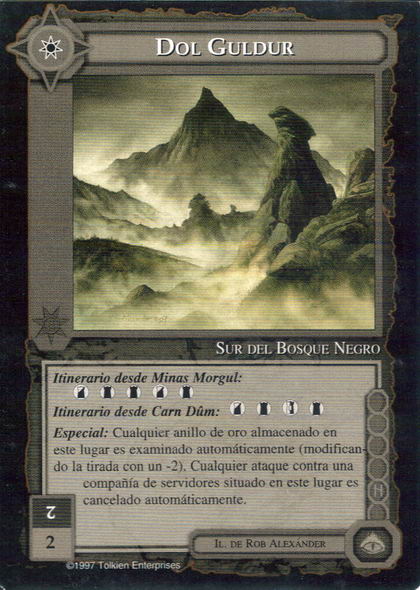 DOL GULDUR
SUR DEL BOSQUE NEGRO
Itinerario desde Minas Morgul:
Itinerario desde Carn Dûm:
Especial: Cualquier anillo de oro almacenado en
este lugar es examinado automáticamente (modifican-
do la tirada con un -2). Cualquier ataque contra una
compañía de servidores situado en este lugar es
cancelado automáticamente.
2
2
IL. DE ROB ALEXÁNDER
©1997 Tolkien Enterprises